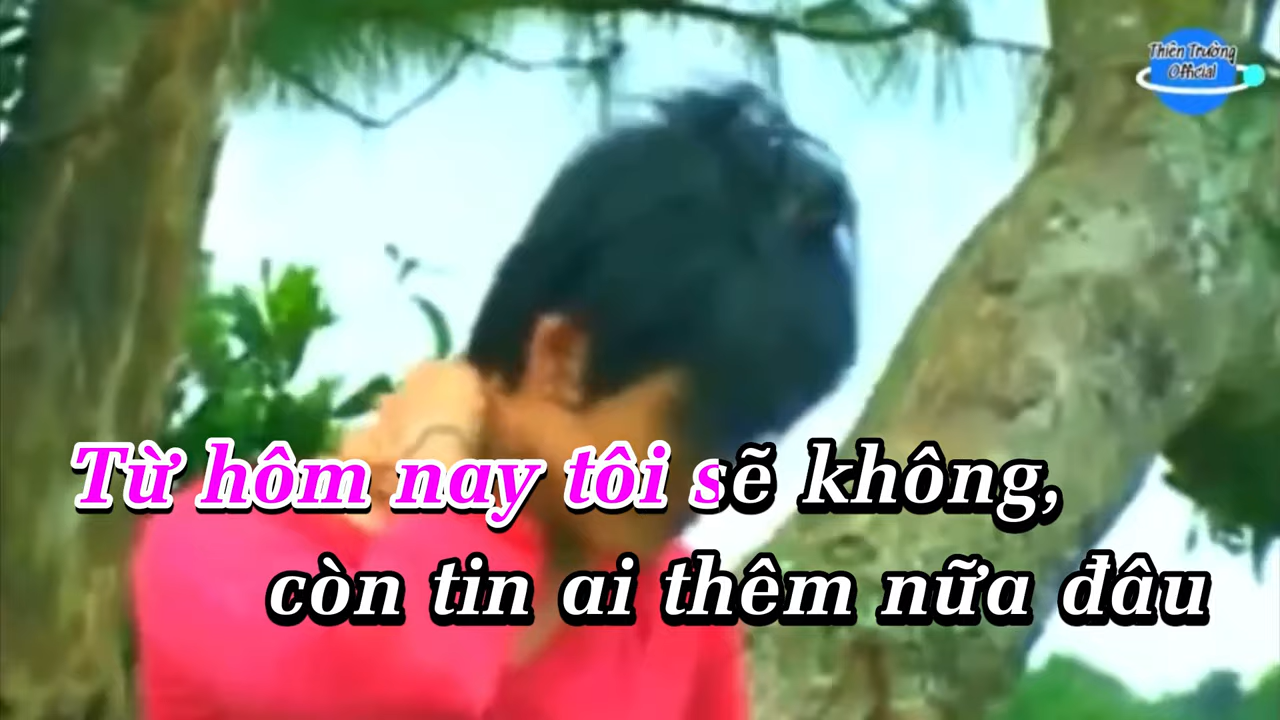 Thiên Trường
Official
Từ hôm nay tôi sẽ không,
còn tin ai thêm nữa đâu